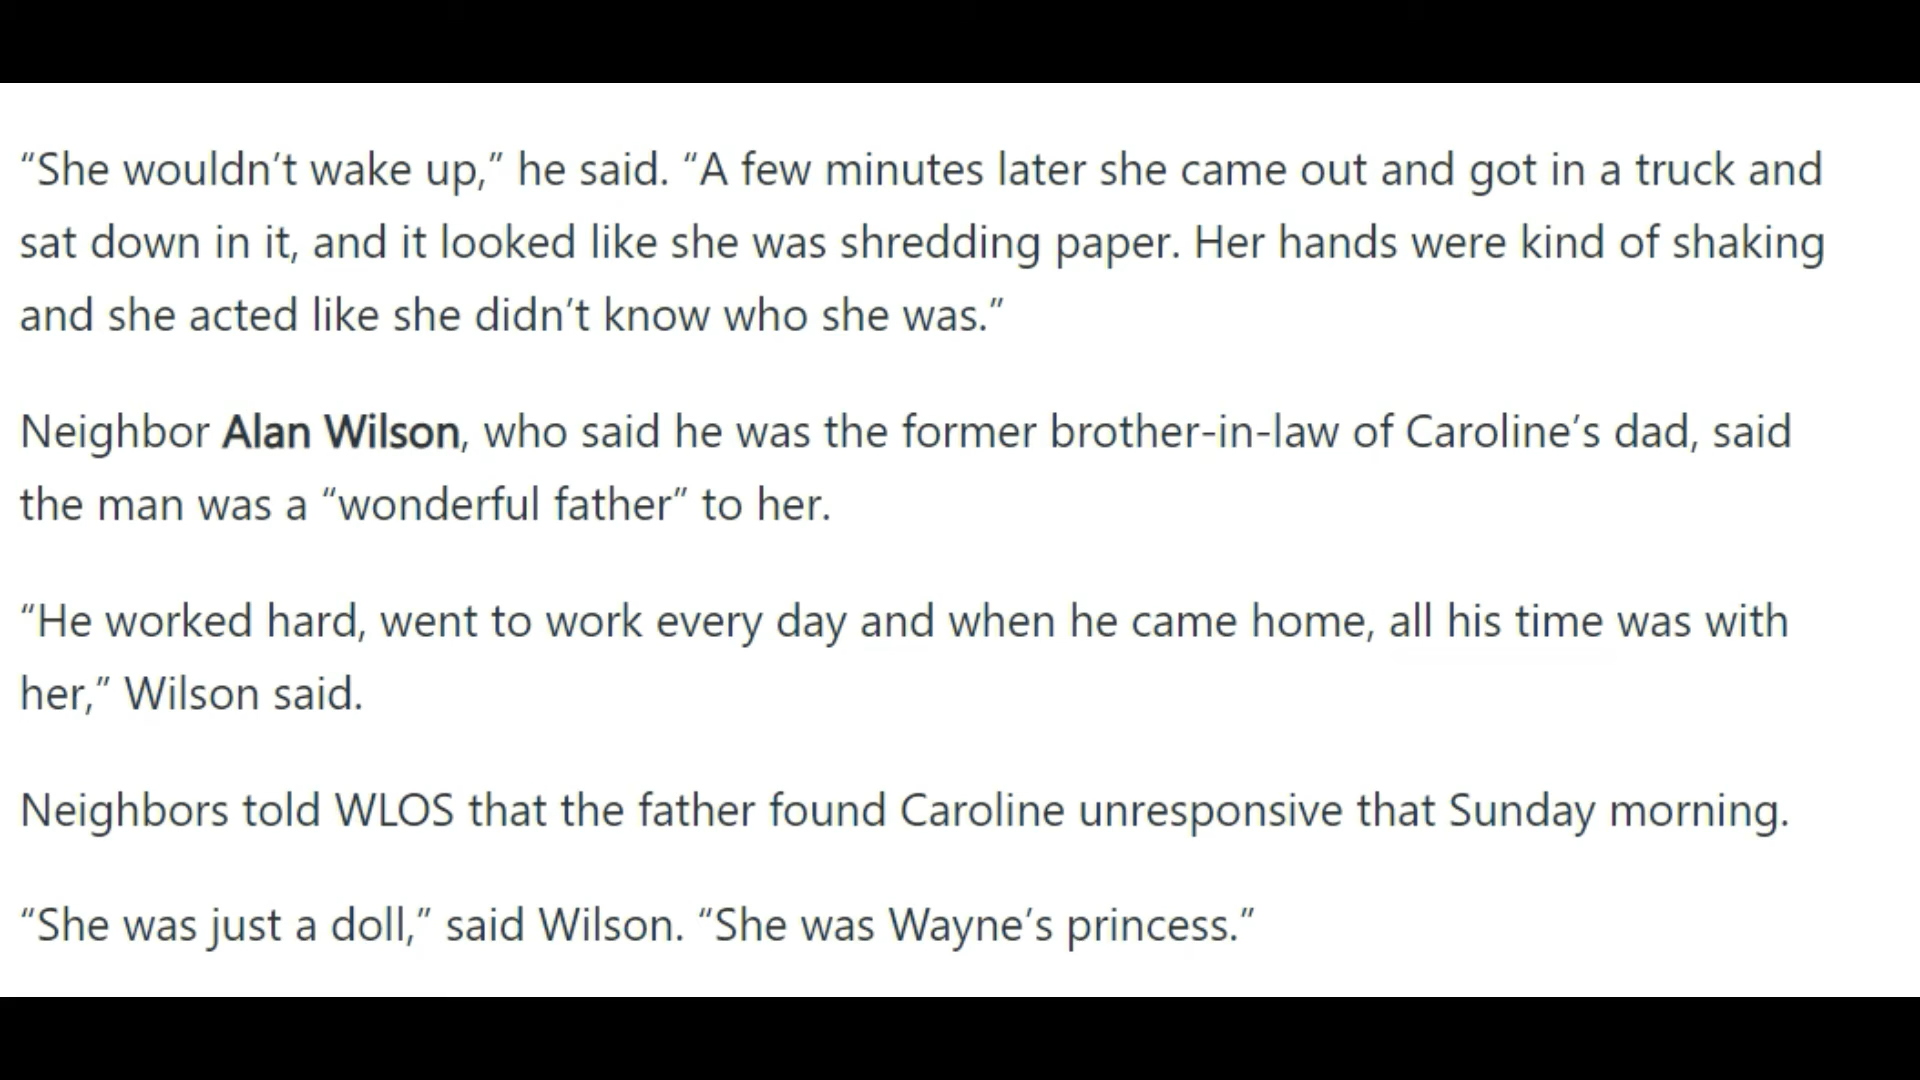 “She wouldn’t wake up,” he said. “A few minutes later she came out and got in a truck and
sat down in it, and it looked like she was shredding paper. Her hands were kind of shaking
and she acted like she didn’t know who she was.”
Neighbor Alan Wilson, who said he was the former brother-in-law of Caroline’s dad, said
the man was a “wonderful father” to her.
“He worked hard, went to work every day and when he came home, all his time was with
her,” Wilson said.
Neighbors told WLOS that the father found Caroline unresponsive that Sunday morning.
“She was just a doll,” said Wilson. “She was Wayne’s princess.”